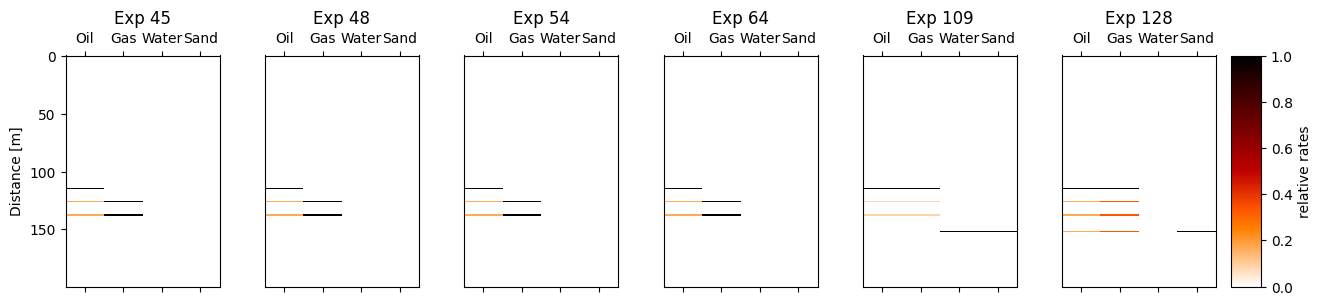 Exp 45 Exp 48 Exp 54 Exp 64 Exp 109 Exp 128
Oil Gas Water Sand Oil Gas Water Sand Oil Gas Water Sand Oil Gas Water Sand Oil Gas Water Sand Oil Gas Water Sand
0
50
100
150
Distance [m]
1.0
0.8
0.6
0.4
0.2
0.0
relative rates